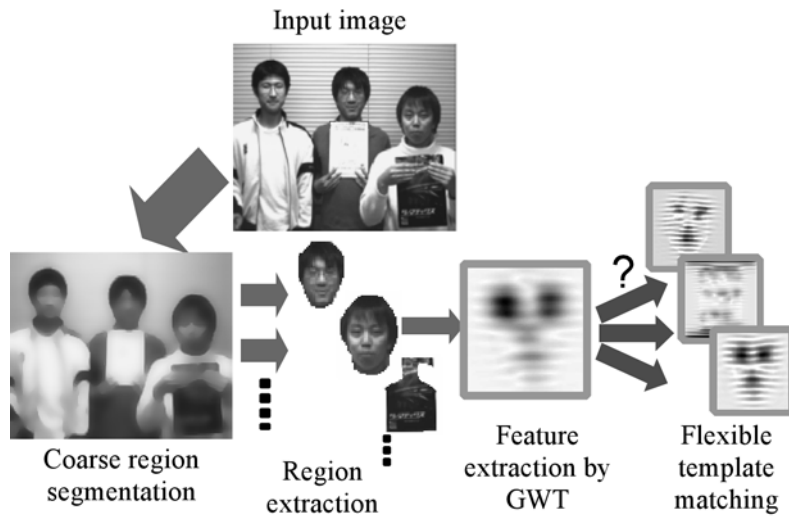 Input image
?
Coarse region
segmentation
Region
extraction
Feature
extraction by
GWT
Flexible
template
matching